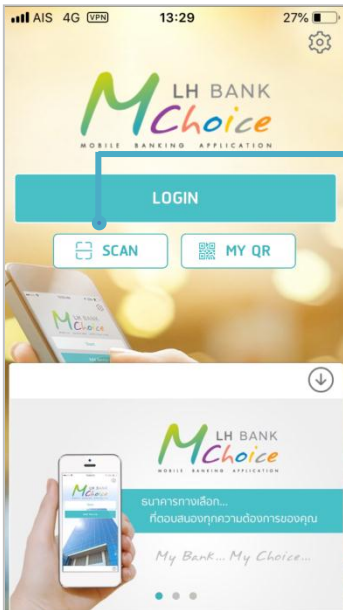 AIS 4G VPN 13:29 27%
LH BANK
MChoice
MOBILE BANKING APPLICATION
LOGIN
SCAN MY QR
MChoice
LH BANK
MChoice
MOBILE BANKING APPLICATION
ธนาคารทางเลือก...
ที่ตอบสนองทุกความต้องการของคุณ
My Bank... My Choice...